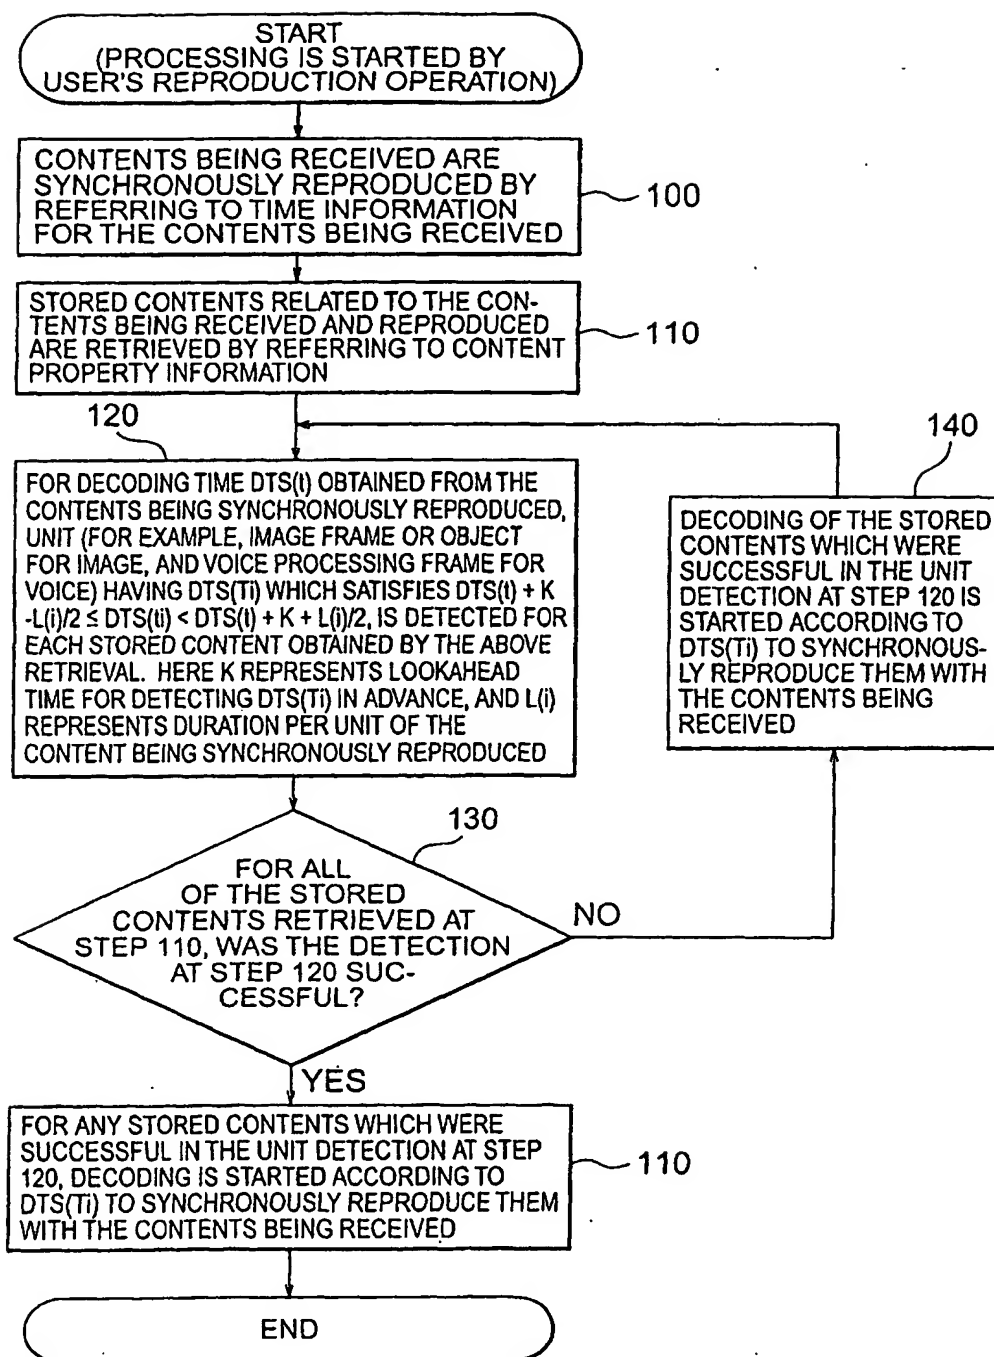 START
(PROCESSING IS STARTED BY
USER'S REPRODUCTION OPERATION)
CONTENTS BEING RECEIVED ARE
SYNCHRONOUSLY REPRODUCED BY
REFERRING TO TIME INFORMATION
FOR THE CONTENTS BEING RECEIVED
100
STORED CONTENTS RELATED TO THE CON-
TENTS BEING RECEIVED AND REPRODUCED
ARE RETRIEVED BY REFERRING TO CONTENT
PROPERTY INFORMATION
110
120
FOR DECODING TIME DTS(t) OBTAINED FROM THE
CONTENTS BEING SYNCHRONOUSLY REPRODUCED,
UNIT (FOR EXAMPLE, IMAGE FRAME OR OBJECT
FOR IMAGE, AND VOICE PROCESSING FRAME FOR
VOICE) HAVING DTS(Ti) WHICH SATISFIES DTS(t) + K
-L(i)/2 ≤ DTS(ti) < DTS(t) + K + L(i)/2, IS DETECTED FOR
EACH STORED CONTENT OBTAINED BY THE ABOVE
RETRIEVAL. HERE K REPRESENTS LOOKAHEAD
TIME FOR DETECTING DTS(Ti) IN ADVANCE, AND L(i)
REPRESENTS DURATION PER UNIT OF THE
CONTENT BEING SYNCHRONOUSLY REPRODUCED
140
DECODING OF THE STORED
CONTENTS WHICH WERE
SUCCESSFUL IN THE UNIT
DETECTION AT STEP 120 IS
STARTED ACCORDING TO
DTS(Ti) TO SYNCHRONOUS-
LY REPRODUCE THEM WITH
THE CONTENTS BEING
RECEIVED
130
FOR ALL
OF THE STORED
CONTENTS RETRIEVED AT
STEP 110, WAS THE DETECTION
AT STEP 120 SUC-
CESSFUL?
NO
YES
FOR ANY STORED CONTENTS WHICH WERE
SUCCESSFUL IN THE UNIT DETECTION AT STEP
120, DECODING IS STARTED ACCORDING TO
DTS(Ti) TO SYNCHRONOUSLY REPRODUCE THEM
WITH THE CONTENTS BEING RECEIVED
110
END